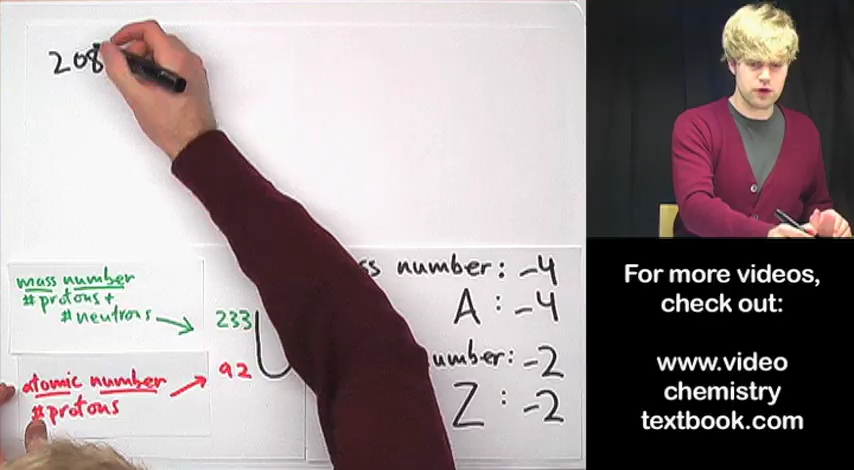 208
mass number
#protons +
#neutrons
233
atomic number
#protons
92
number: -4
A : -4
umber: -2
Z : -2
For more videos,
check out:
www.video
chemistry
textbook.com